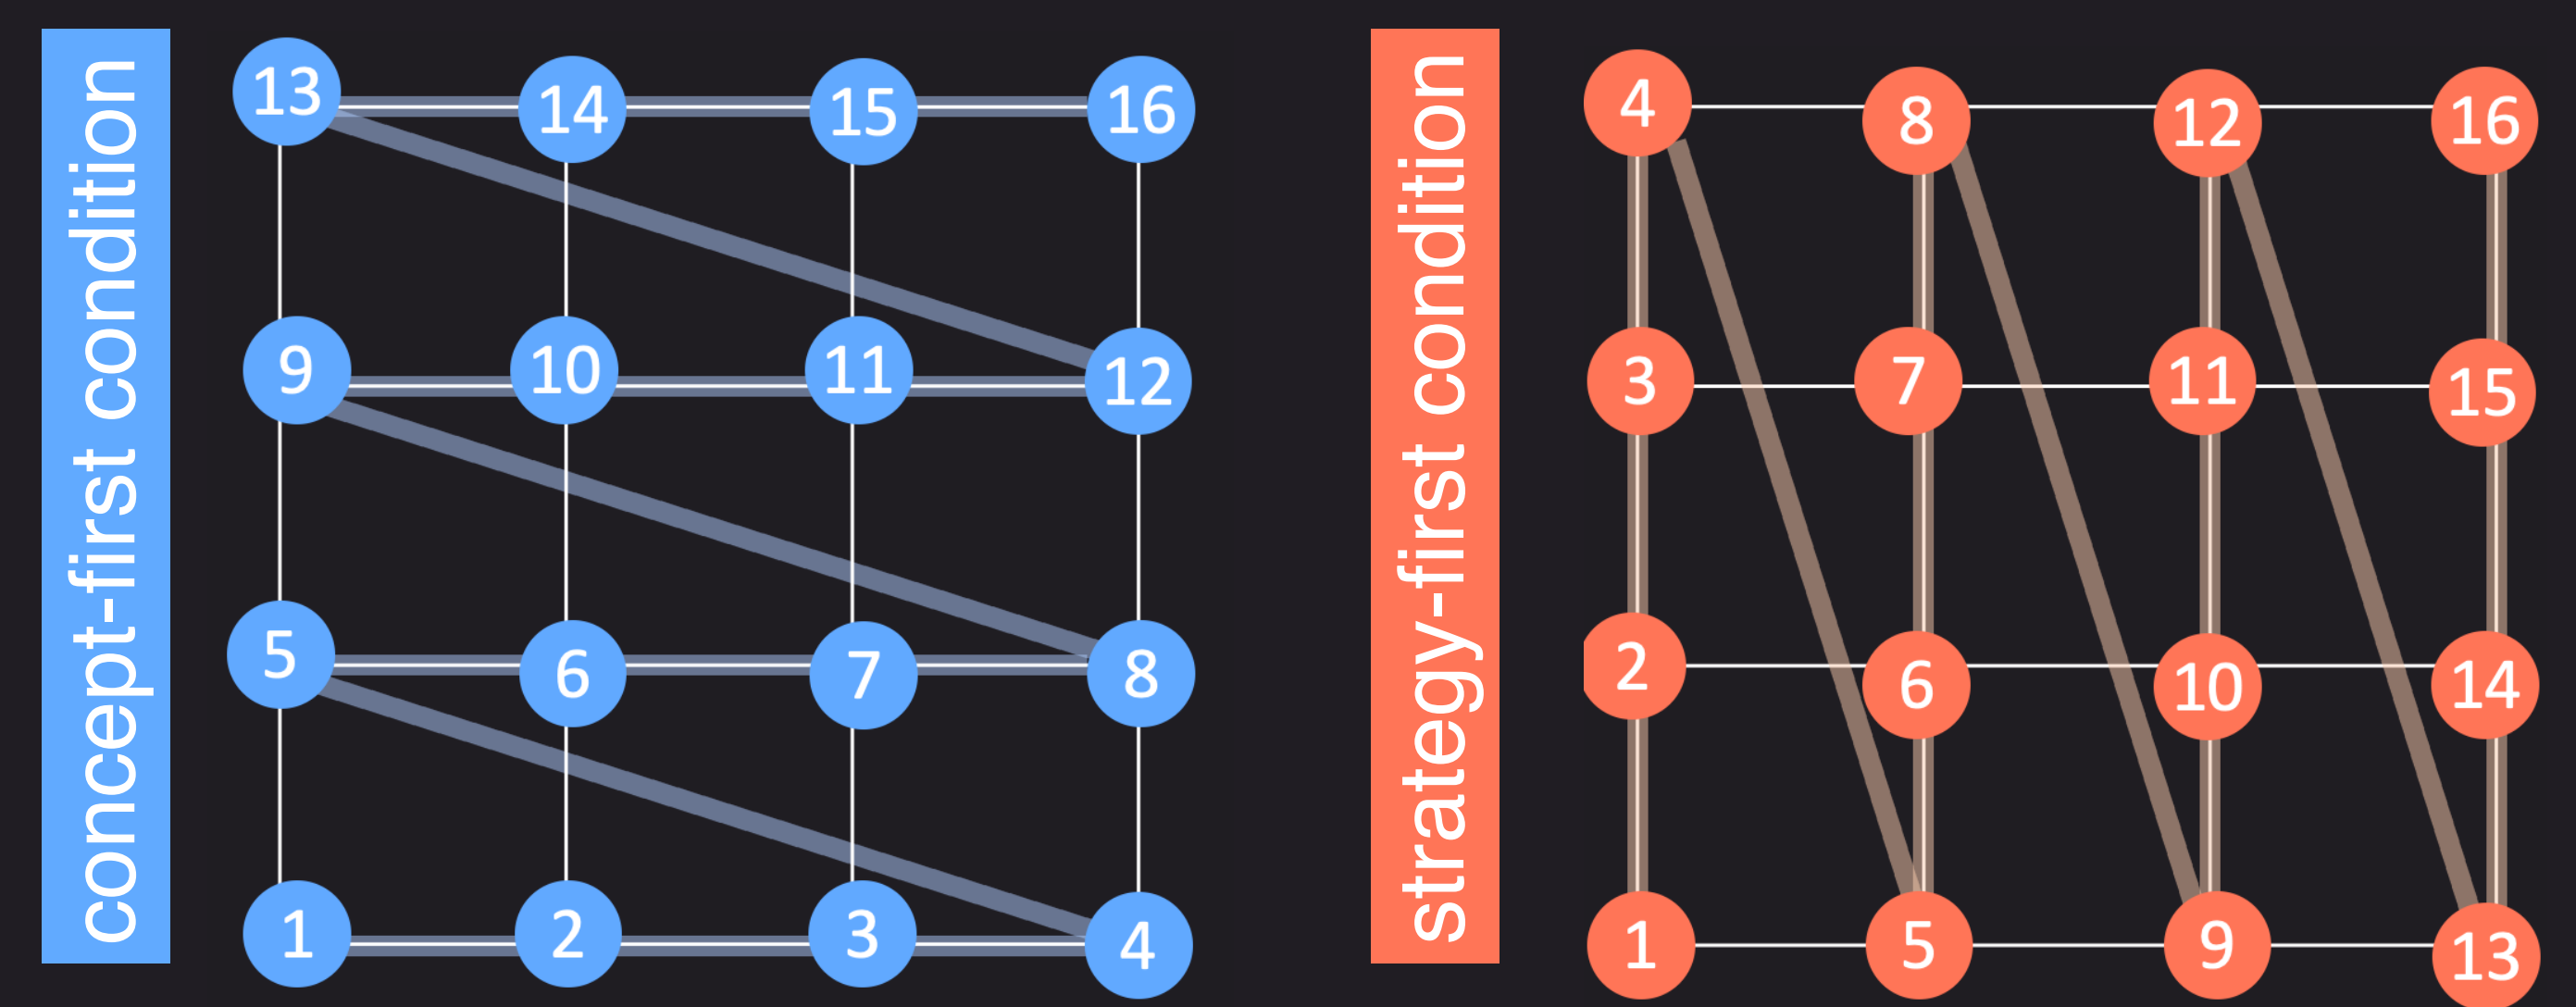 concept-first condition
13 14 15 16
9 10 11 12
5 6 7 8
1 2 3 4
strategy-first condition
4 8 12 16
3 7 11 15
2 6 10 14
1 5 9 13